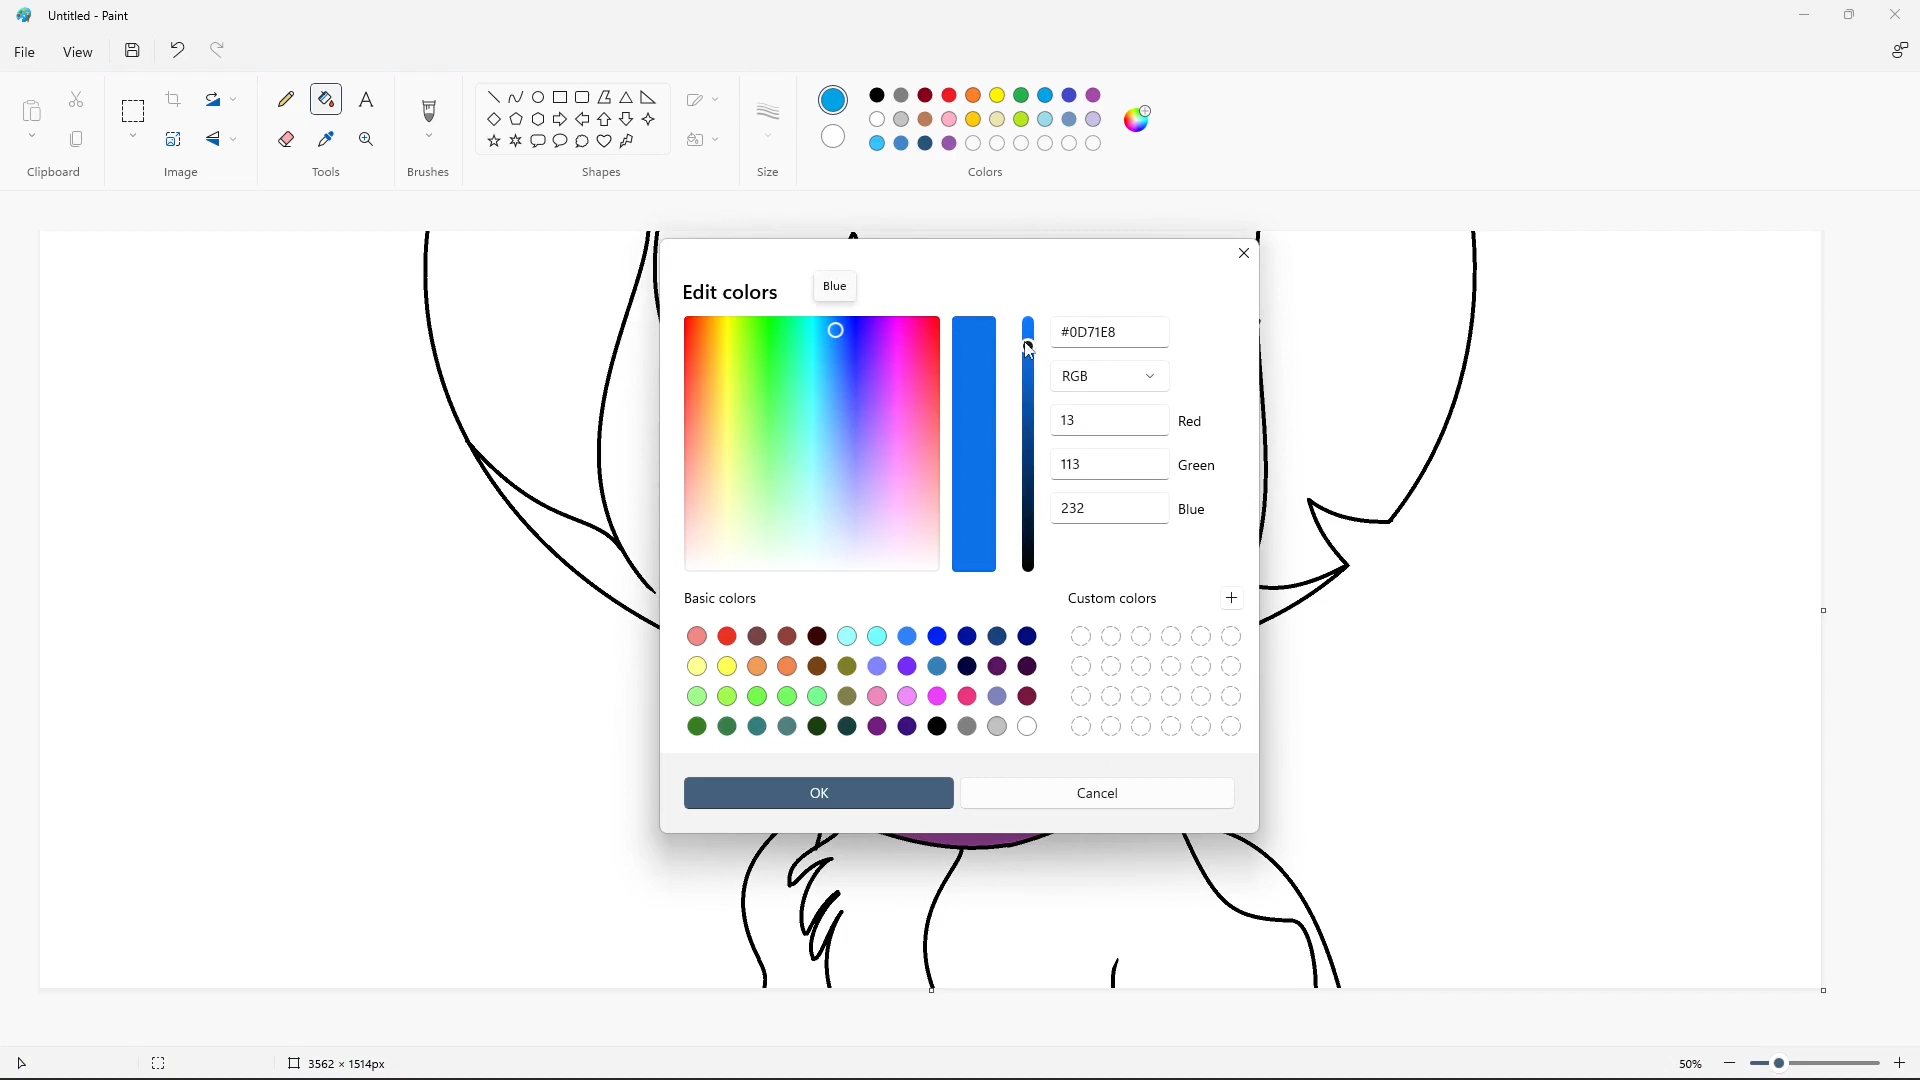 Untitled - Paint
File
View
Clipboard
Image
Tools
Brushes
Shapes
Size
Colors
Edit colors
Blue
#0D71E8
RGB
13 Red
113 Green
232 Blue
Basic colors
Custom colors
OK
Cancel
3562 × 1514px
50%